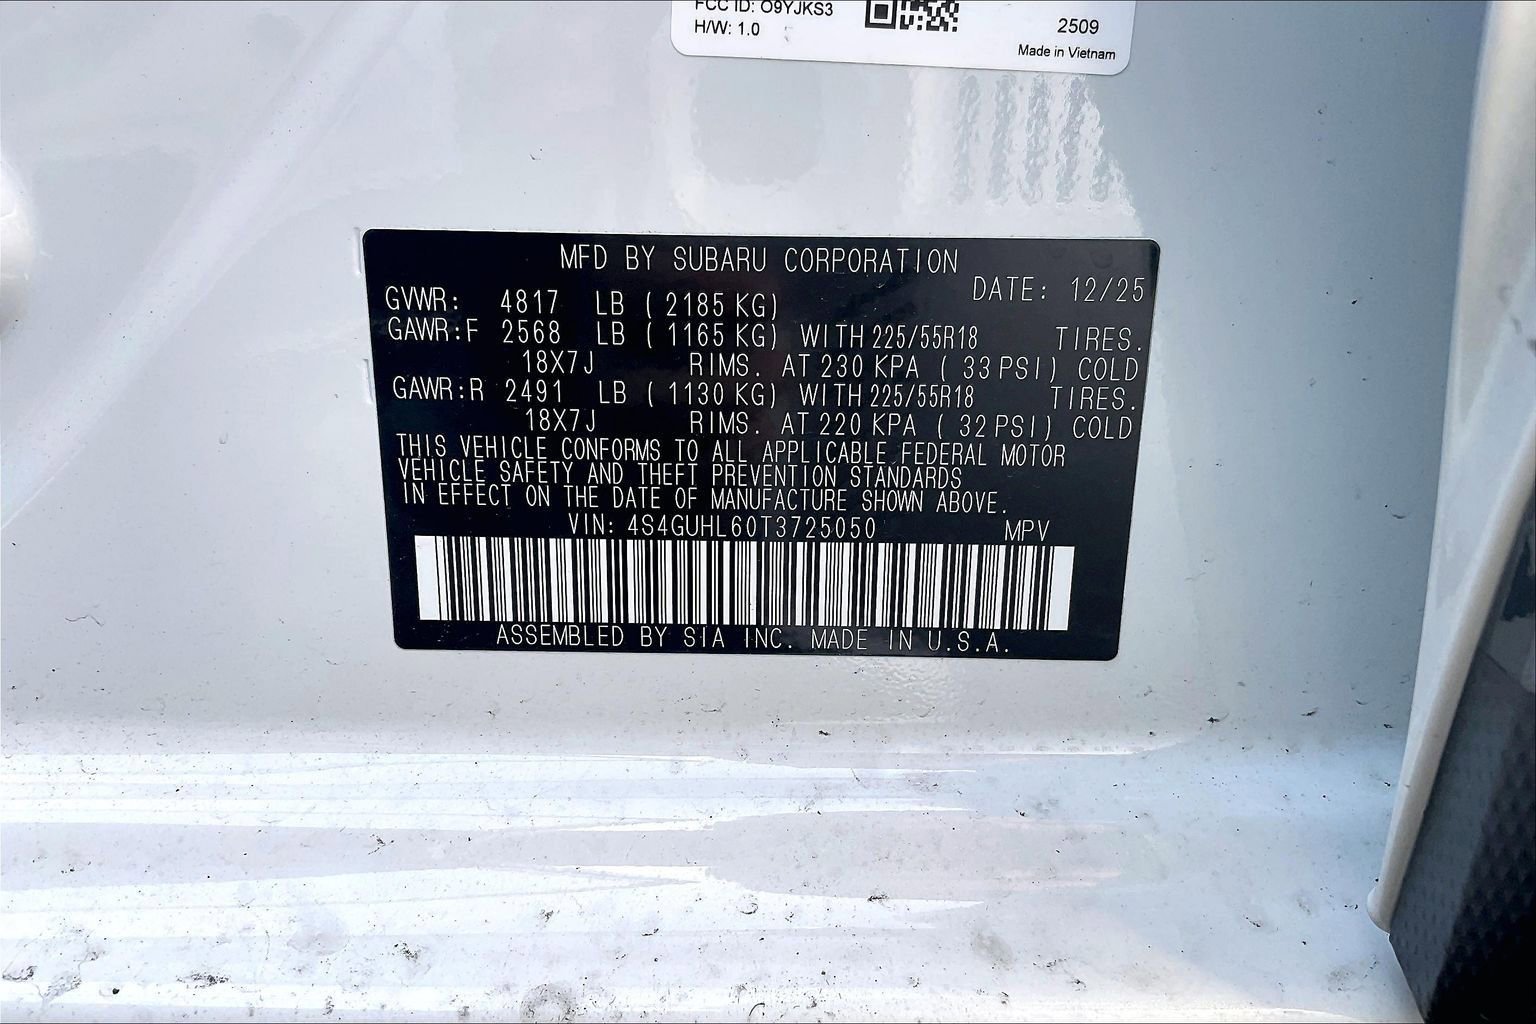 FCC ID: O9YJKS3
H/W: 1.0
2509
Made in Vietnam
MFD BY SUBARU CORPORATION
DATE: 12/25
GVWR: 4817 LB ( 2185 KG)
GAWR:F 2568 LB ( 1165 KG) WITH 225/55R18 TIRES.
18X7J RIMS. AT 230 KPA ( 33 PSI) COLD
GAWR:R 2491 LB ( 1130 KG) WITH 225/55R18 TIRES.
18X7J RIMS. AT 220 KPA ( 32 PSI) COLD
THIS VEHICLE CONFORMS TO ALL APPLICABLE FEDERAL MOTOR
VEHICLE SAFETY AND THEFT PREVENTION STANDARDS
IN EFFECT ON THE DATE OF MANUFACTURE SHOWN ABOVE.
VIN: 4S4GUHL60T3725050 MPV
ASSEMBLED BY SIA INC. MADE IN U.S.A.